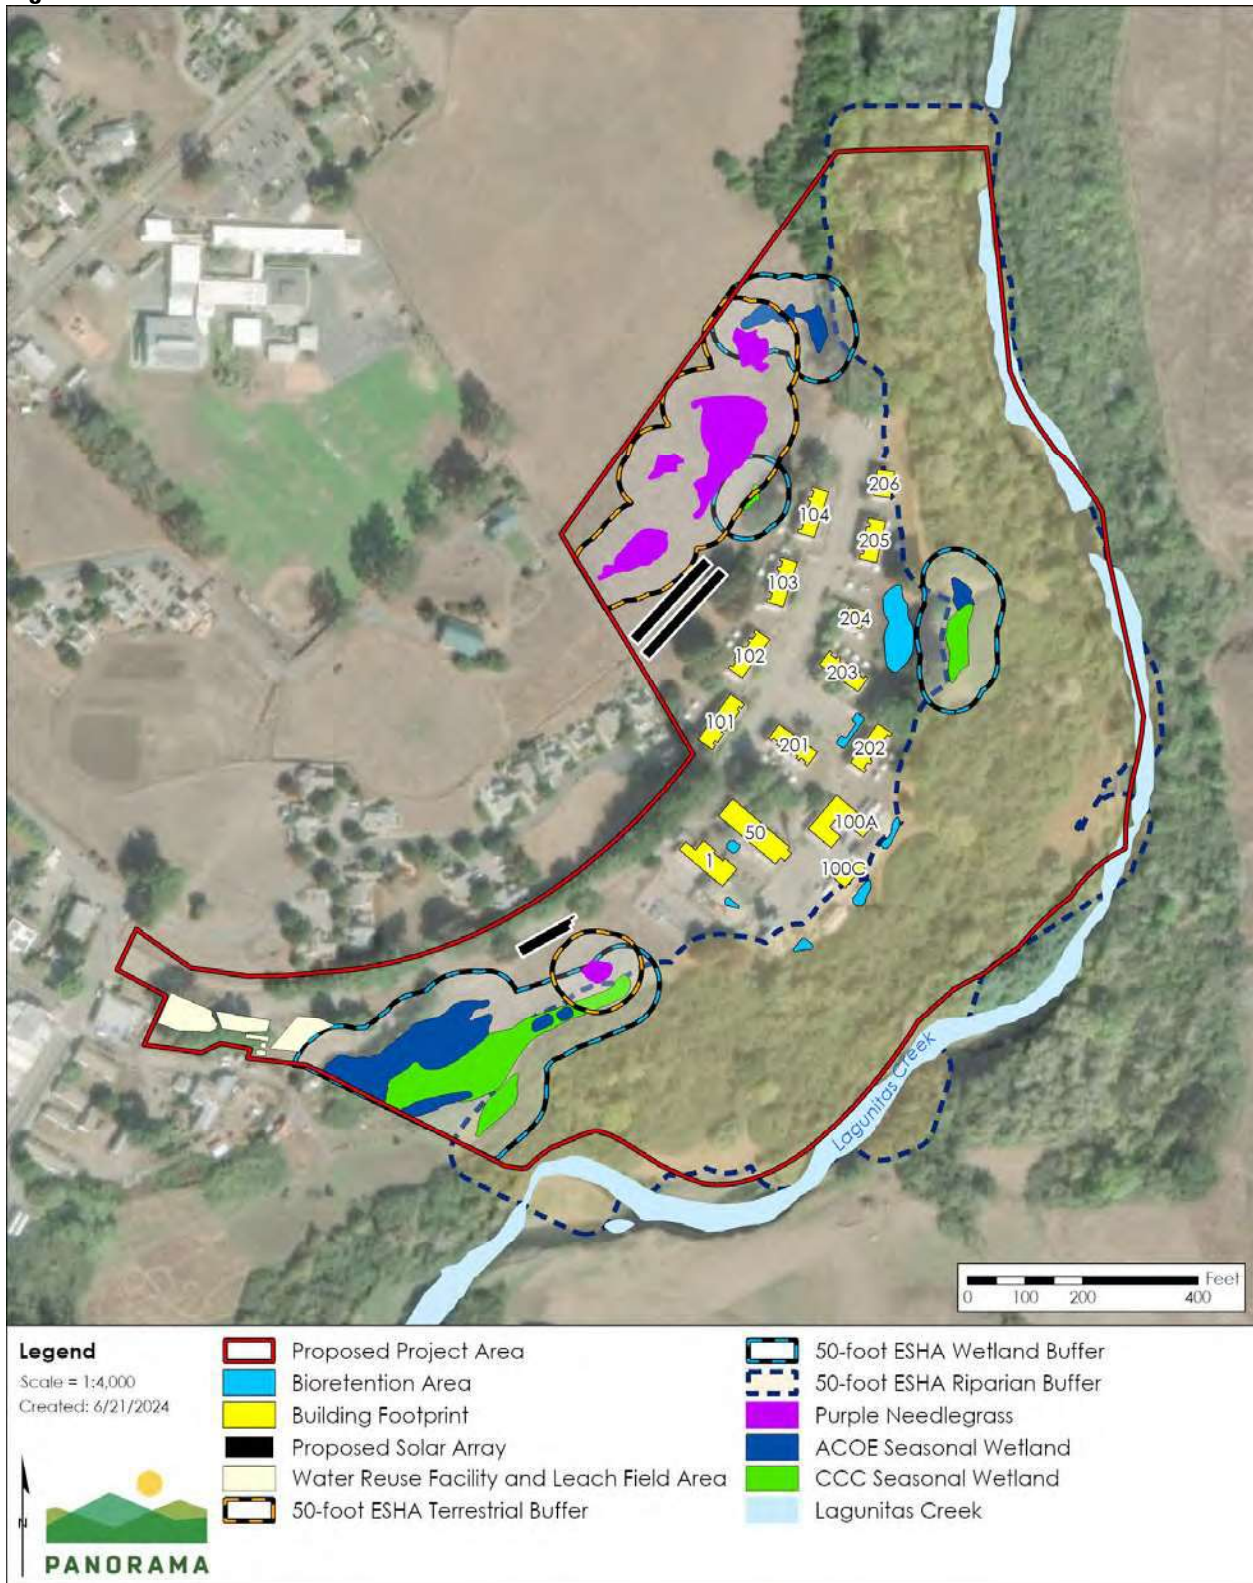 206
104
205
103
204
102
203
101
201
202
50
100A
1
100C
Lagunitas Creek
Feet
0 100 200 400
Legend
Scale = 1:4,000
Created: 6/21/2024
N
PANORAMA
Proposed Project Area
Bioretention Area
Building Footprint
Proposed Solar Array
Water Reuse Facility and Leach Field Area
50-foot ESHA Terrestrial Buffer
50-foot ESHA Wetland Buffer
50-foot ESHA Riparian Buffer
Purple Needlegrass
ACOE Seasonal Wetland
CCC Seasonal Wetland
Lagunitas Creek